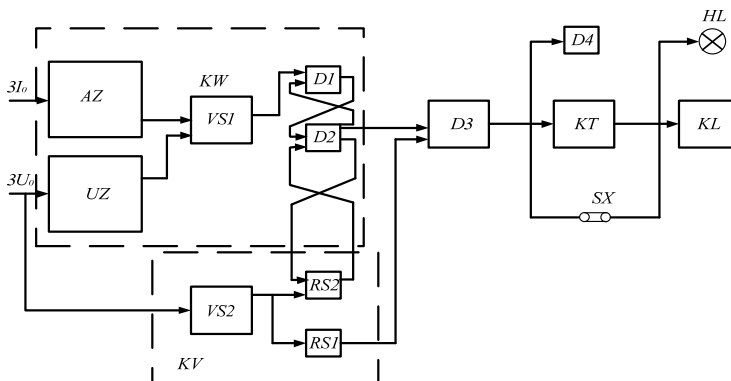 HL
D4
3I₀
AZ
KW
VS1
D1
D2
D3
KT
KL
3U₀
UZ
SX
RS2
VS2
RS1
KV